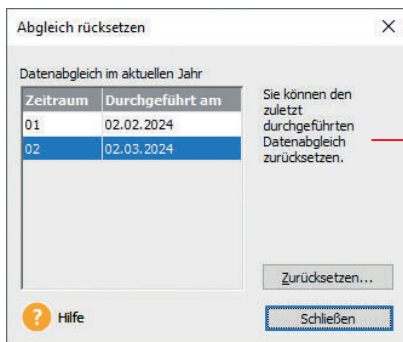 Abgleich rücksetzen
Datenabgleich im aktuellen Jahr
Zeitraum Durchgeführt am
01 02.02.2024
02 02.03.2024
Sie können den
zuletzt
durchgeführten
Datenabgleich
zurücksetzen.
Zurücksetzen...
? Hilfe
Schließen